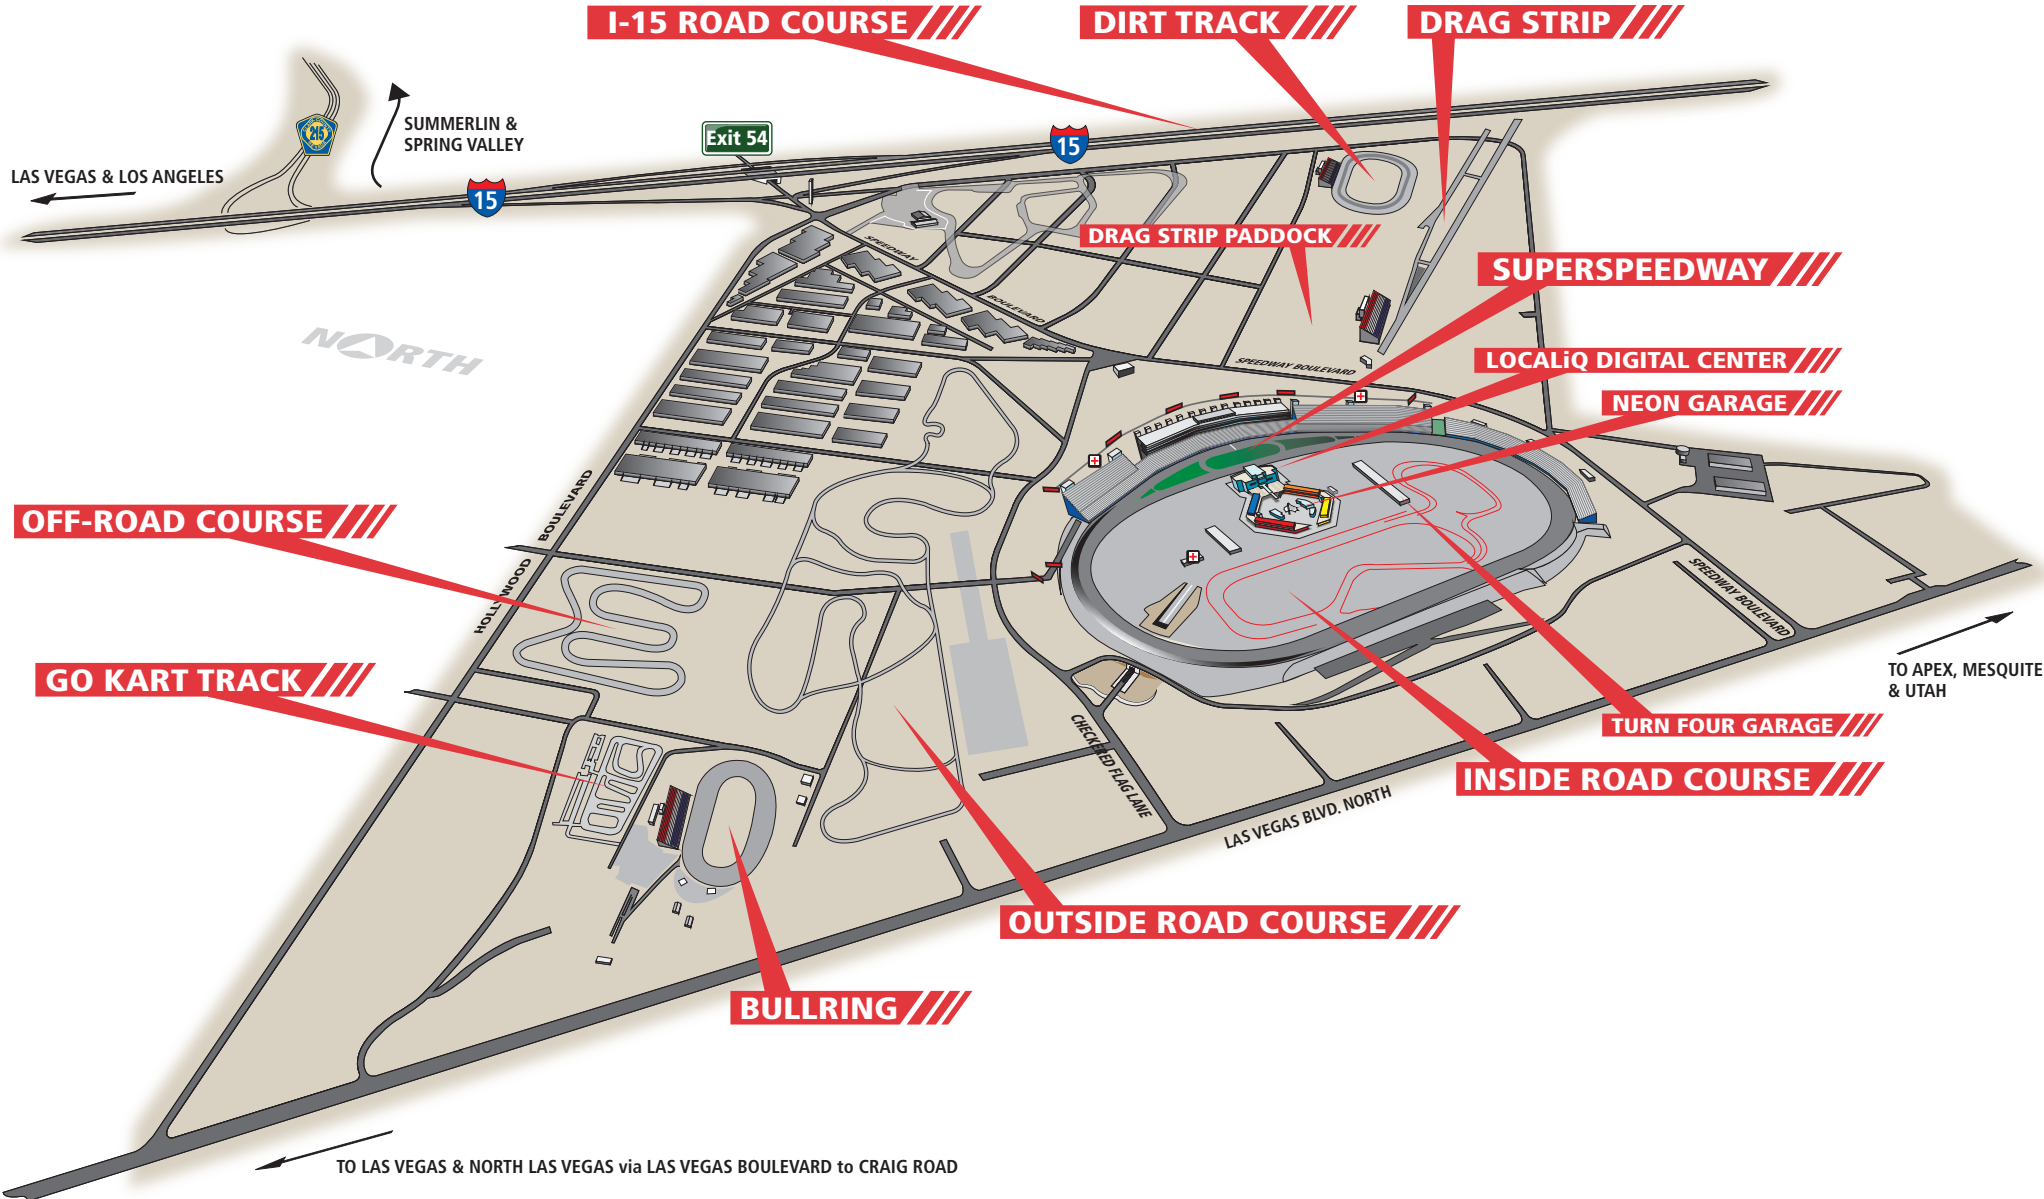 I-15 ROAD COURSE
DIRT TRACK
DRAG STRIP
SUMMERLIN &
SPRING VALLEY
215
Exit 54
15
LAS VEGAS & LOS ANGELES
15
DRAG STRIP PADDOCK
SPEEDWAY
BOULEVARD
SUPERSPEEDWAY
NORTH
SPEEDWAY BOULEVARD
LOCALiQ DIGITAL CENTER
NEON GARAGE
OFF-ROAD COURSE
HOLLYWOOD
BOULEVARD
SPEEDWAY BOULEVARD
GO KART TRACK
TO APEX, MESQUITE
& UTAH
CHECKERED FLAG LANE
TURN FOUR GARAGE
INSIDE ROAD COURSE
LAS VEGAS BLVD. NORTH
OUTSIDE ROAD COURSE
BULLRING
TO LAS VEGAS & NORTH LAS VEGAS via LAS VEGAS BOULEVARD to CRAIG ROAD